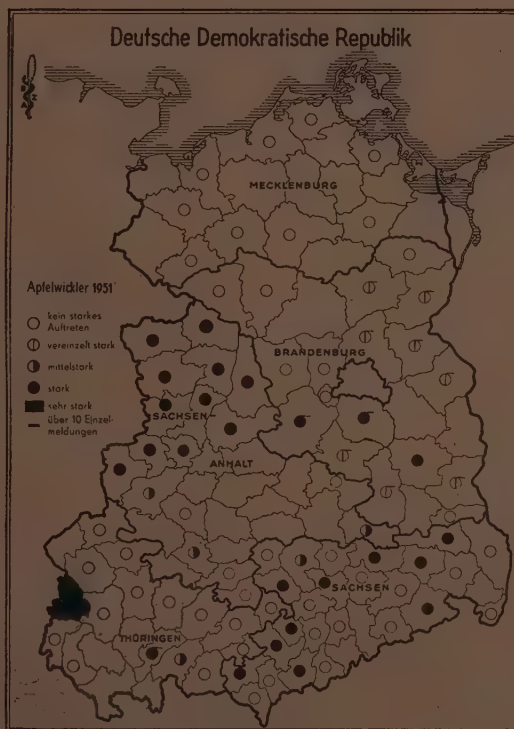 Deutsche Demokratische Republik
MECKLENBURG
Apfelwickler 1951
kein starkes
Auftreten
vereinzelt stark
mittelstark
stark
sehr stark
über 10 Einzel-
meldungen
BRANDENBURG
SACHSEN-
ANHALT
SACHSEN
THÜRINGEN